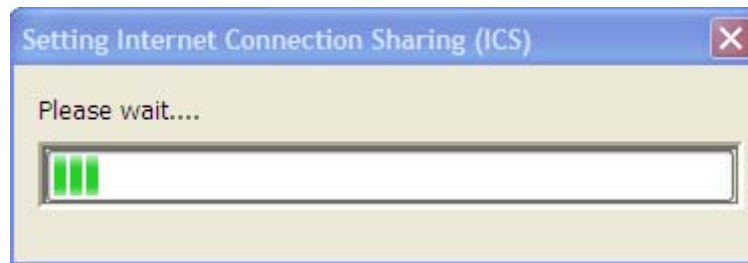 Setting Internet Connection Sharing (ICS)
Please wait....